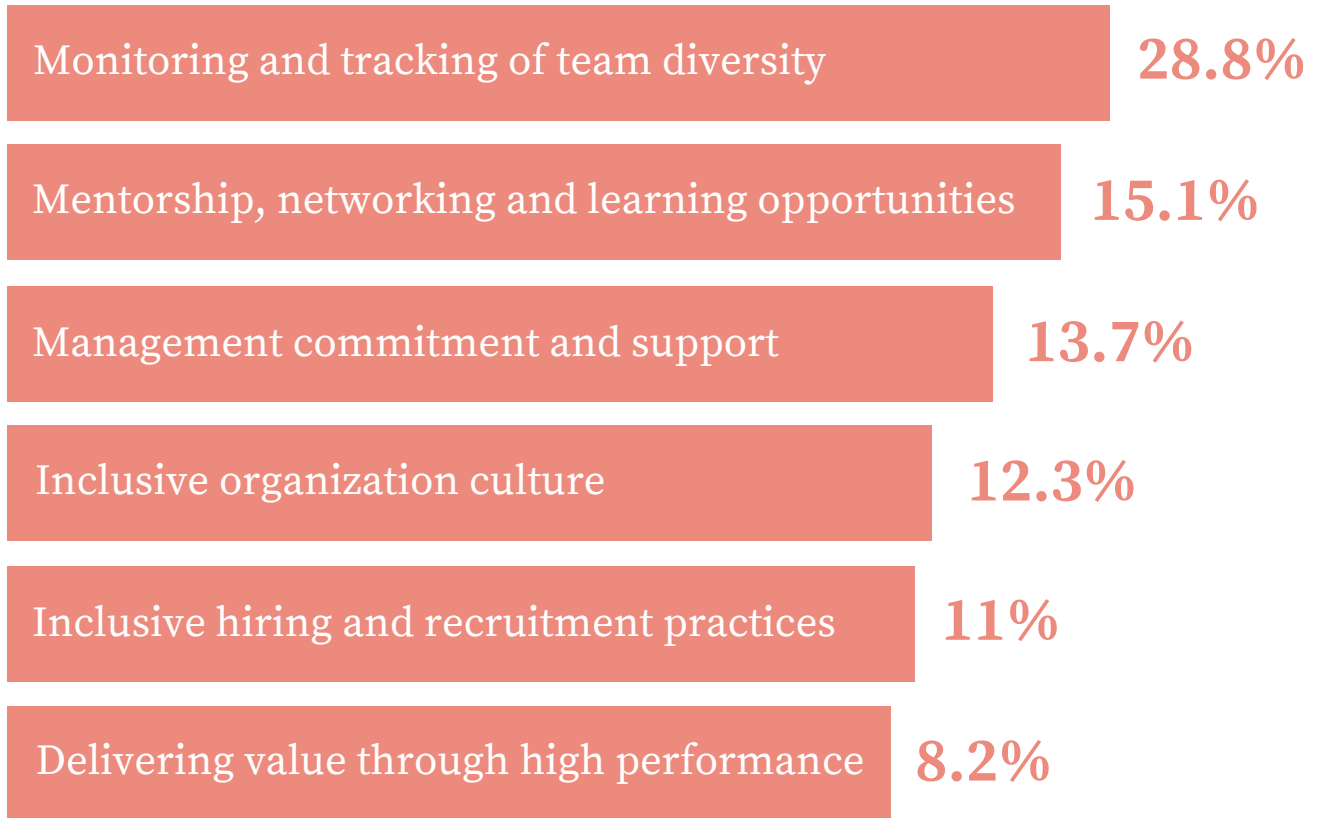 Monitoring and tracking of team diversity 28.8%
Mentorship, networking and learning opportunities 15.1%
Management commitment and support 13.7%
Inclusive organization culture 12.3%
Inclusive hiring and recruitment practices 11%
Delivering value through high performance 8.2%